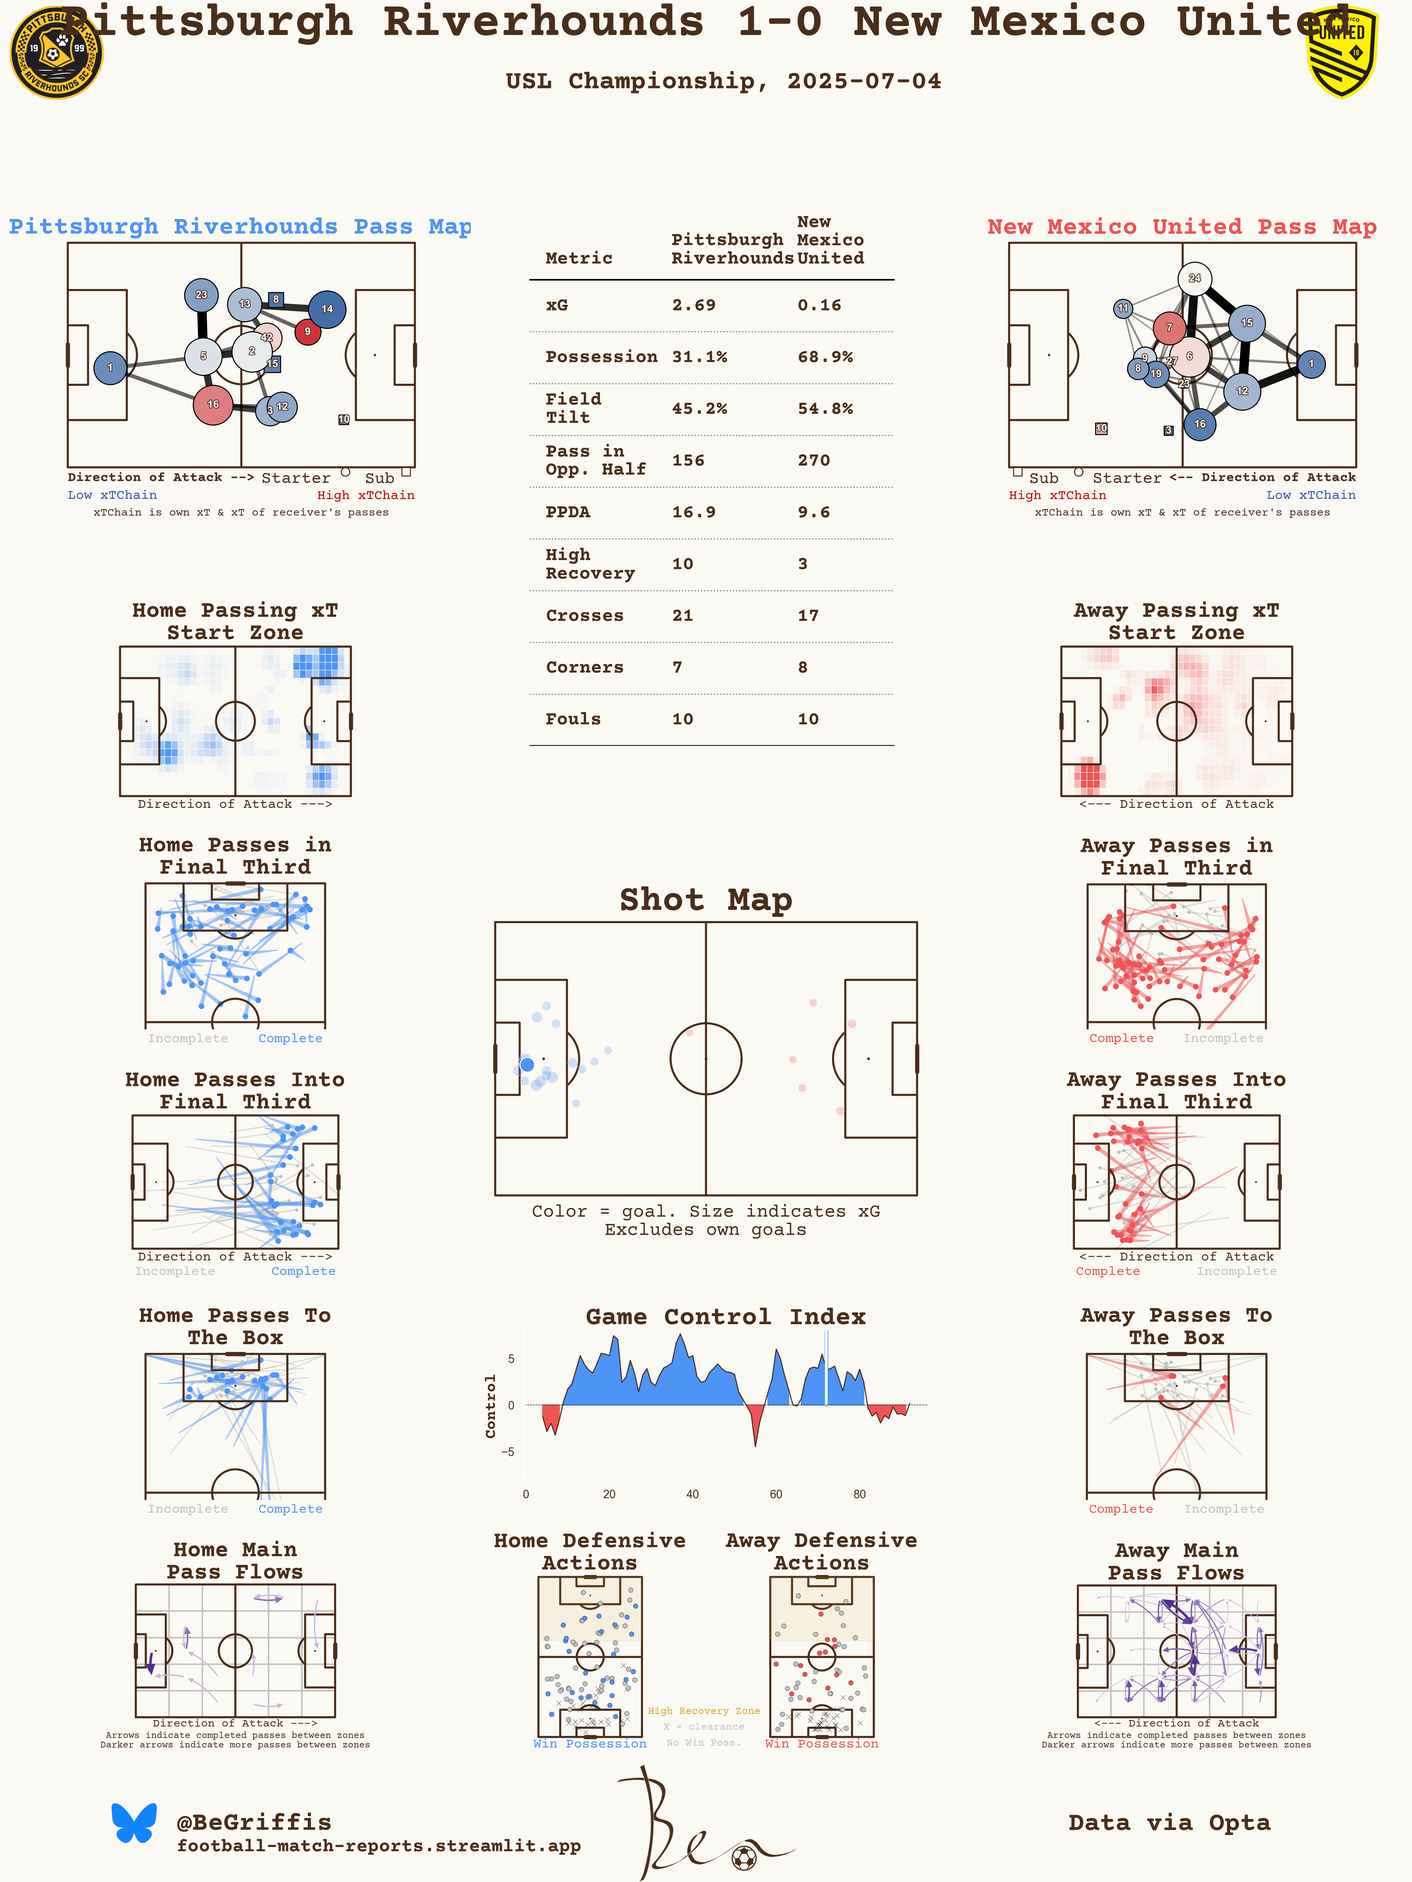 Pittsburgh Riverhounds 1-0 New Mexico United
USL Championship, 2025-07-04
PITTSBURGH
19 99
RIVERHOUNDS SC
UNITED
18
Pittsburgh Riverhounds Pass Map
23 13 8 14 9 42 2 5 15 1 16 3 12 10
Direction of Attack --> Starter Sub
Low xTChain High xTChain
xTChain is own xT & xT of receiver's passes
Metric Pittsburgh Riverhounds New Mexico United
xG 2.69 0.16
Possession 31.1% 68.9%
Field Tilt 45.2% 54.8%
Pass in Opp. Half 156 270
PPDA 16.9 9.6
High Recovery 10 3
Crosses 21 17
Corners 7 8
Fouls 10 10
New Mexico United Pass Map
24 11 7 15 9 6 27 8 19 23 1 12 16 10 3
Sub Starter <-- Direction of Attack
High xTChain Low xTChain
xTChain is own xT & xT of receiver's passes
Home Passing xT
Start Zone
Direction of Attack --->
Away Passing xT
Start Zone
<--- Direction of Attack
Home Passes in
Final Third
Incomplete Complete
Shot Map
Color = goal. Size indicates xG
Excludes own goals
Away Passes in
Final Third
Complete Incomplete
Home Passes Into
Final Third
Direction of Attack --->
Incomplete Complete
Away Passes Into
Final Third
<--- Direction of Attack
Complete Incomplete
Home Passes To
The Box
Incomplete Complete
Game Control Index
Control
5
0
−5
0 20 40 60 80
Away Passes To
The Box
Complete Incomplete
Home Main
Pass Flows
Direction of Attack --->
Arrows indicate completed passes between zones
Darker arrows indicate more passes between zones
Home Defensive
Actions
Win Possession
Away Defensive
Actions
High Recovery Zone
X = clearance
No Win Poss.
Win Possession
Away Main
Pass Flows
<--- Direction of Attack
Arrows indicate completed passes between zones
Darker arrows indicate more passes between zones
@BeGriffis
football-match-reports.streamlit.app
Ben
Data via Opta